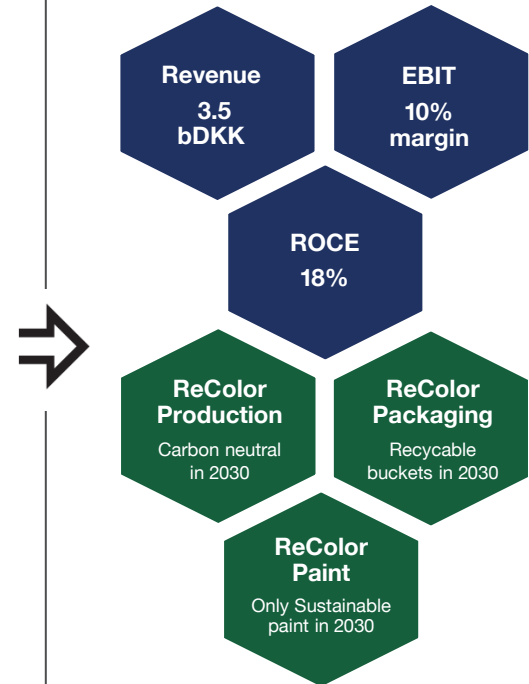 Revenue
3.5
bDKK
EBIT
10%
margin
ROCE
18%
ReColor
Production
Carbon neutral
in 2030
ReColor
Packaging
Recycable
buckets in 2030
ReColor
Paint
Only Sustainable
paint in 2030